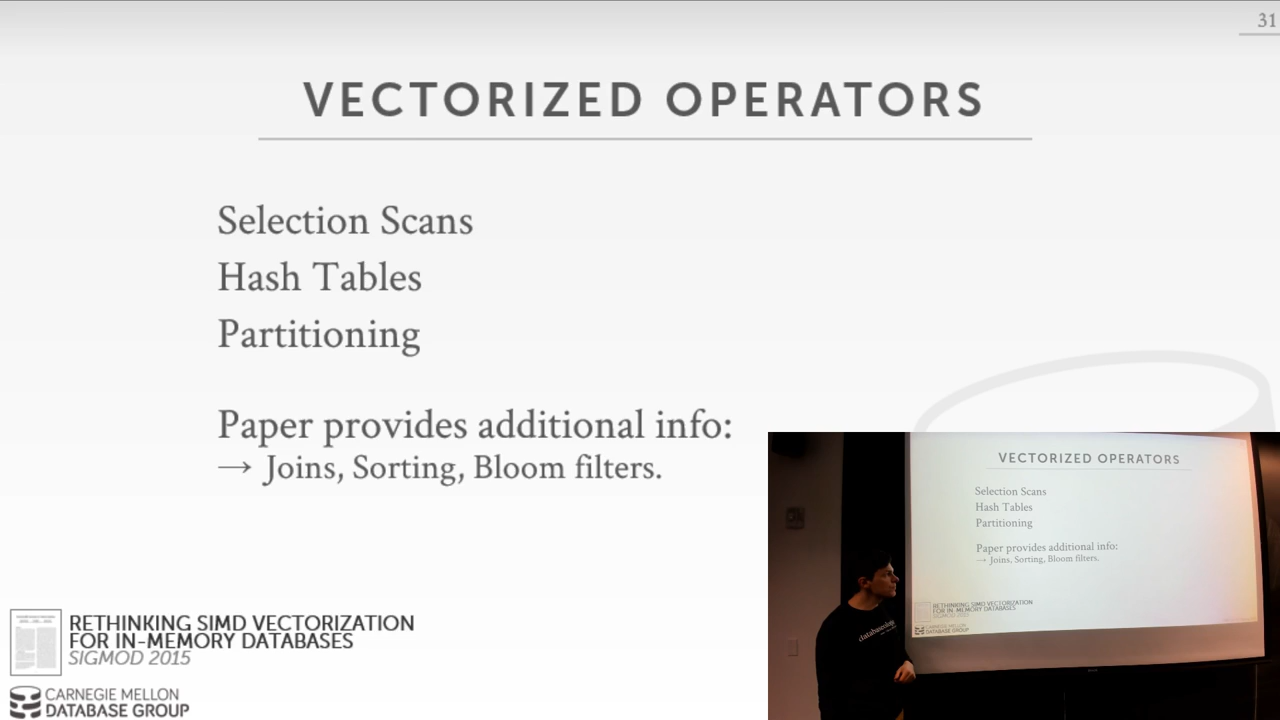 31
VECTORIZED OPERATORS
Selection Scans
Hash Tables
Partitioning
Paper provides additional info:
→ Joins, Sorting, Bloom filters.
RETHINKING SIMD VECTORIZATION
FOR IN-MEMORY DATABASES
SIGMOD 2015
CARNEGIE MELLON
DATABASE GROUP
VECTORIZED OPERATORS
Selection Scans
Hash Tables
Partitioning
Paper provides additional info:
→ Joins, Sorting, Bloom filters.
RETHINKING SIMD VECTORIZATION
FOR IN-MEMORY DATABASES
SIGMOD 2015
CARNEGIE MELLON
DATABASE GROUP